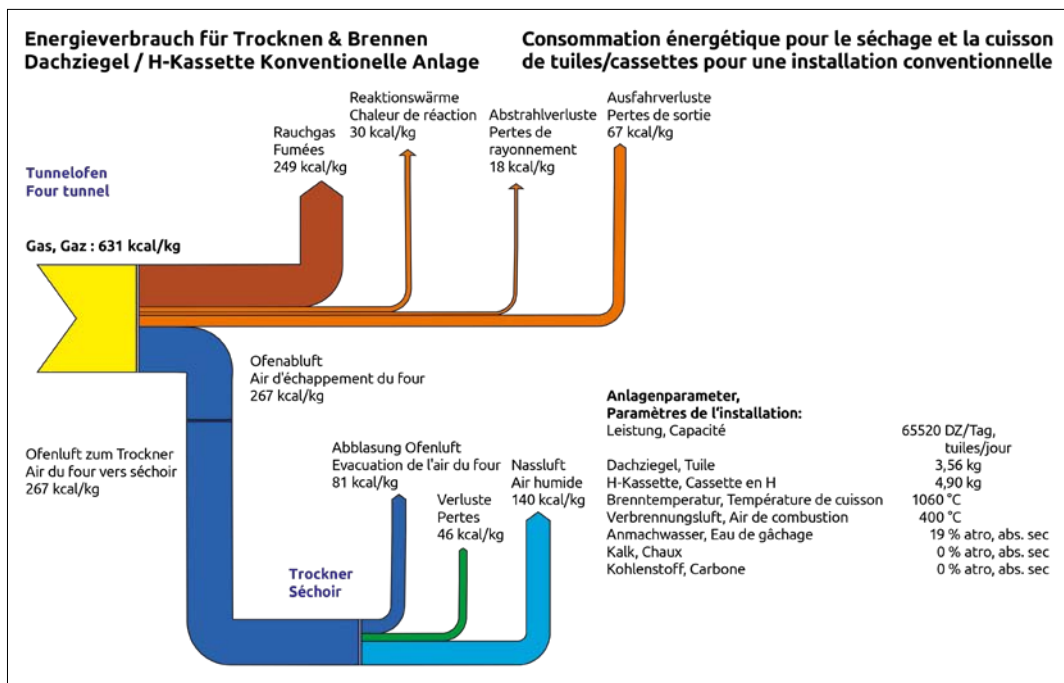 Energieverbrauch für Trocknen & Brennen
Dachziegel / H-Kassette Konventionelle Anlage
Consommation énergétique pour le séchage et la cuisson
de tuiles/cassettes pour une installation conventionnelle
Reaktionswärme
Chaleur de réaction
30 kcal/kg
Ausfahrverluste
Pertes de sortie
67 kcal/kg
Abstrahlverluste
Pertes de
rayonnement
18 kcal/kg
Rauchgas
Fumées
249 kcal/kg
Tunnelofen
Four tunnel
Gas, Gaz : 631 kcal/kg
Ofenabluft
Air d'échappement du four
267 kcal/kg
Ofenluft zum Trockner
Air du four vers séchoir
267 kcal/kg
Abblasung Ofenluft
Evacuation de l'air du four
81 kcal/kg
Nassluft
Air humide
140 kcal/kg
Verluste
Pertes
46 kcal/kg
Trockner
Séchoir
Anlagenparameter,
Paramètres de l‘installation:
Leistung, Capacité 65520 DZ/Tag,
tuiles/jour
Dachziegel, Tuile 3,56 kg
H-Kassette, Cassette en H 4,90 kg
Brenntemperatur, Température de cuisson 1060 °C
Verbrennungsluft, Air de combustion 400 °C
Anmachwasser, Eau de gâchage 19 % atro, abs. sec
Kalk, Chaux 0 % atro, abs. sec
Kohlenstoff, Carbone 0 % atro, abs. sec